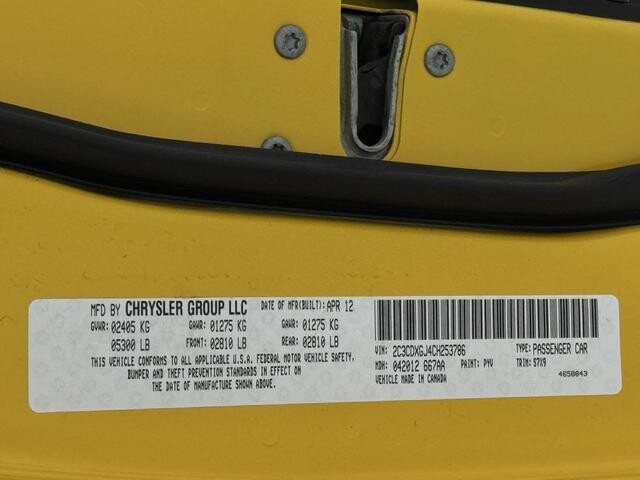 MFD BY CHRYSLER GROUP LLC DATE OF MFR(BUILT): APR 12
GVWR: 02405 KG GAWR: 01275 KG GAWR: 01275 KG
05300 LB FRONT: 02810 LB REAR: 02810 LB
THIS VEHICLE CONFORMS TO ALL APPLICABLE U.S.A. FEDERAL MOTOR VEHICLE SAFETY,
BUMPER AND THEFT PREVENTION STANDARDS IN EFFECT ON
THE DATE OF MANUFACTURE SHOWN ABOVE.
VIN: 2C3CDXGJ4CH253786 TYPE: PASSENGER CAR
MDH: 042012 667AA PAINT: PYV TRIM: S7X9
VEHICLE MADE IN CANADA
4658843